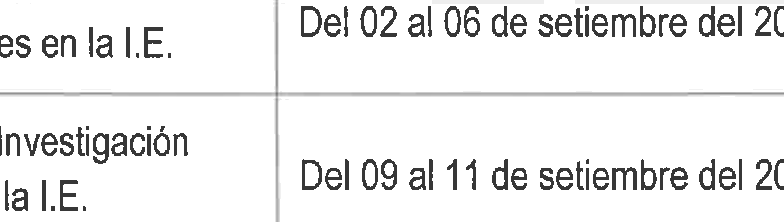 es en la I.E.
Del 02 al 06 de setiembre del 20
Investigación
la I.E.
Del 09 al 11 de setiembre del 20